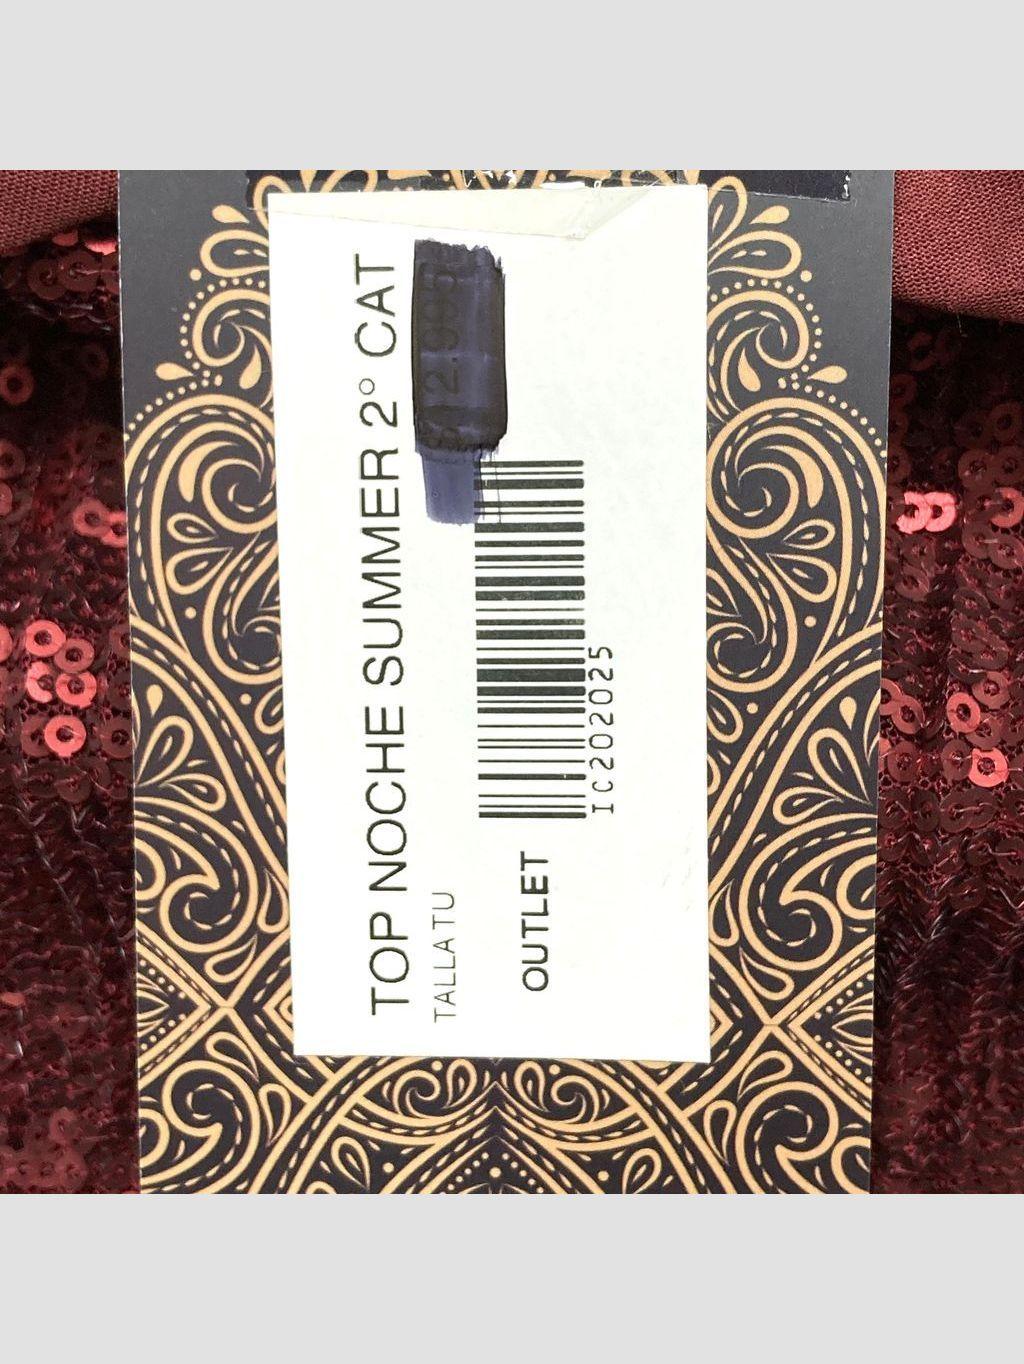 TOP NOCHE SUMMER 2° CAT
TALLA TU
OUTLET
IC202025